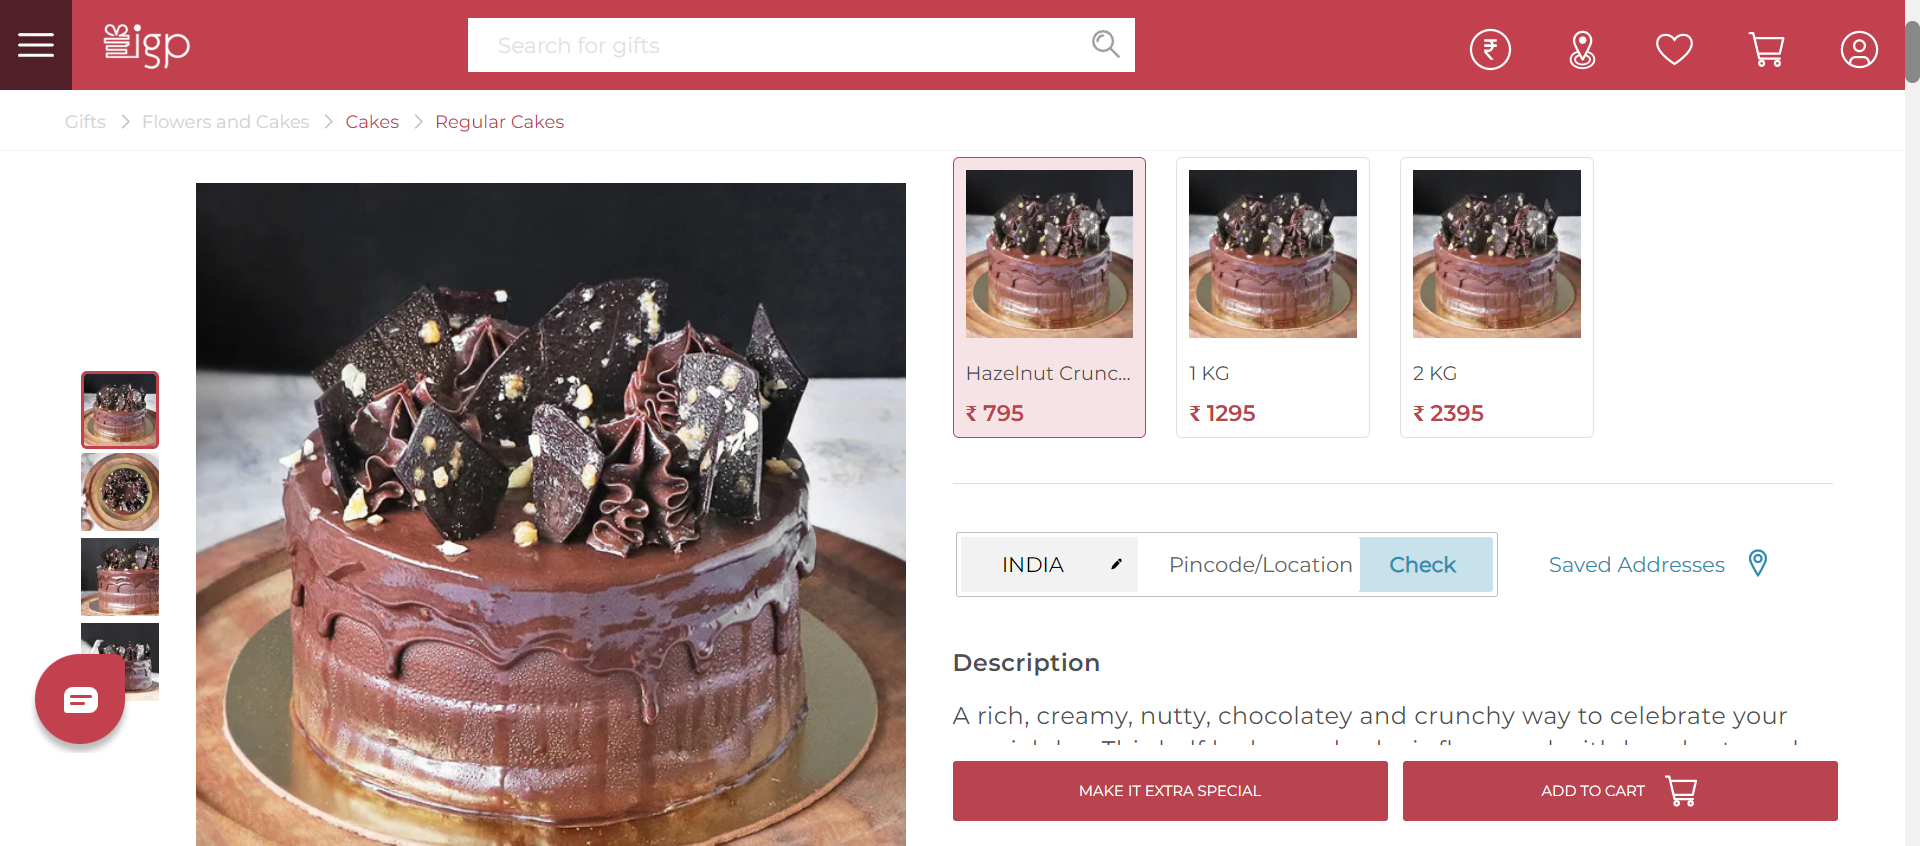 igp
Search for gifts
Gifts > Flowers and Cakes > Cakes > Regular Cakes
Hazelnut Crunc...
₹ 795
1 KG
₹ 1295
2 KG
₹ 2395
INDIA
Pincode/Location
Check
Saved Addresses
Description
A rich, creamy, nutty, chocolatey and crunchy way to celebrate your
MAKE IT EXTRA SPECIAL
ADD TO CART